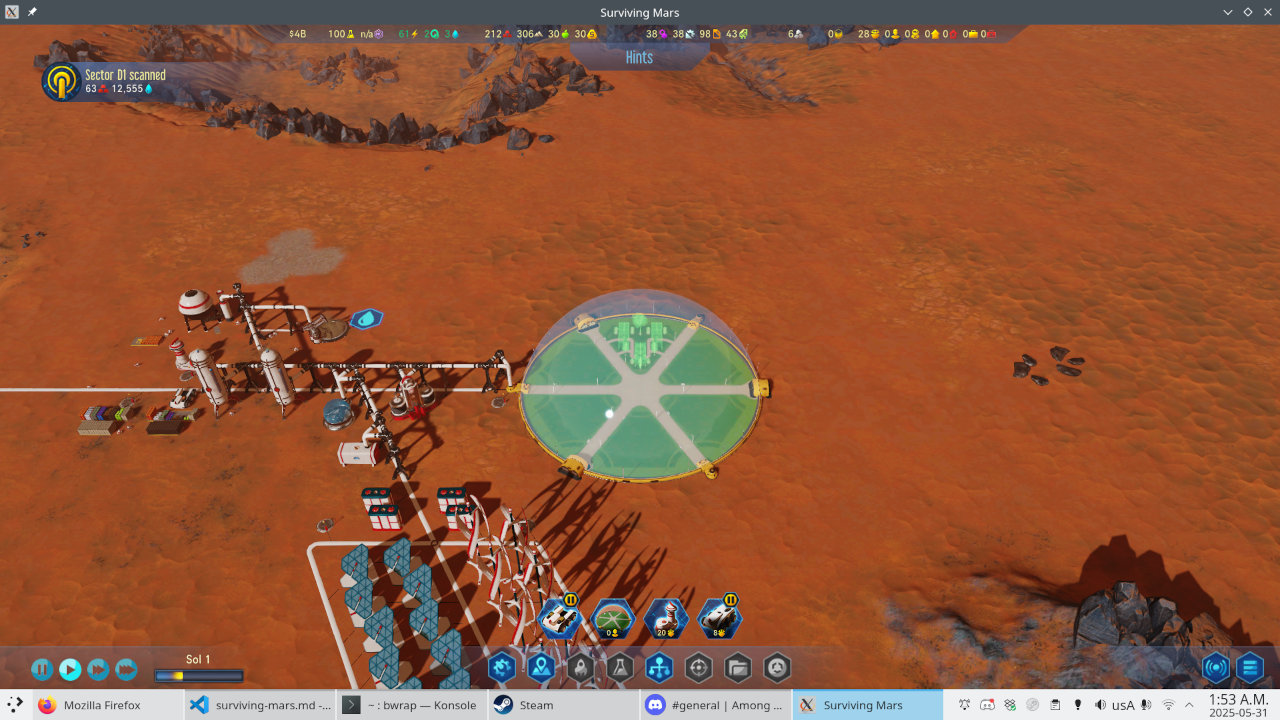 Surviving Mars
$4B 100 n/a 61 2 3 212 306 30 30 38 38 98 43 6 0 28 0 0 0 0 0 0
Hints
Sector D1 scanned
63 12,555
0 20 8
Sol 1
Mozilla Firefox surviving-mars.md -... ~ : bwrap — Konsole Steam #general | Among ... Surviving Mars usA 1:53 A.M.
2025-05-31